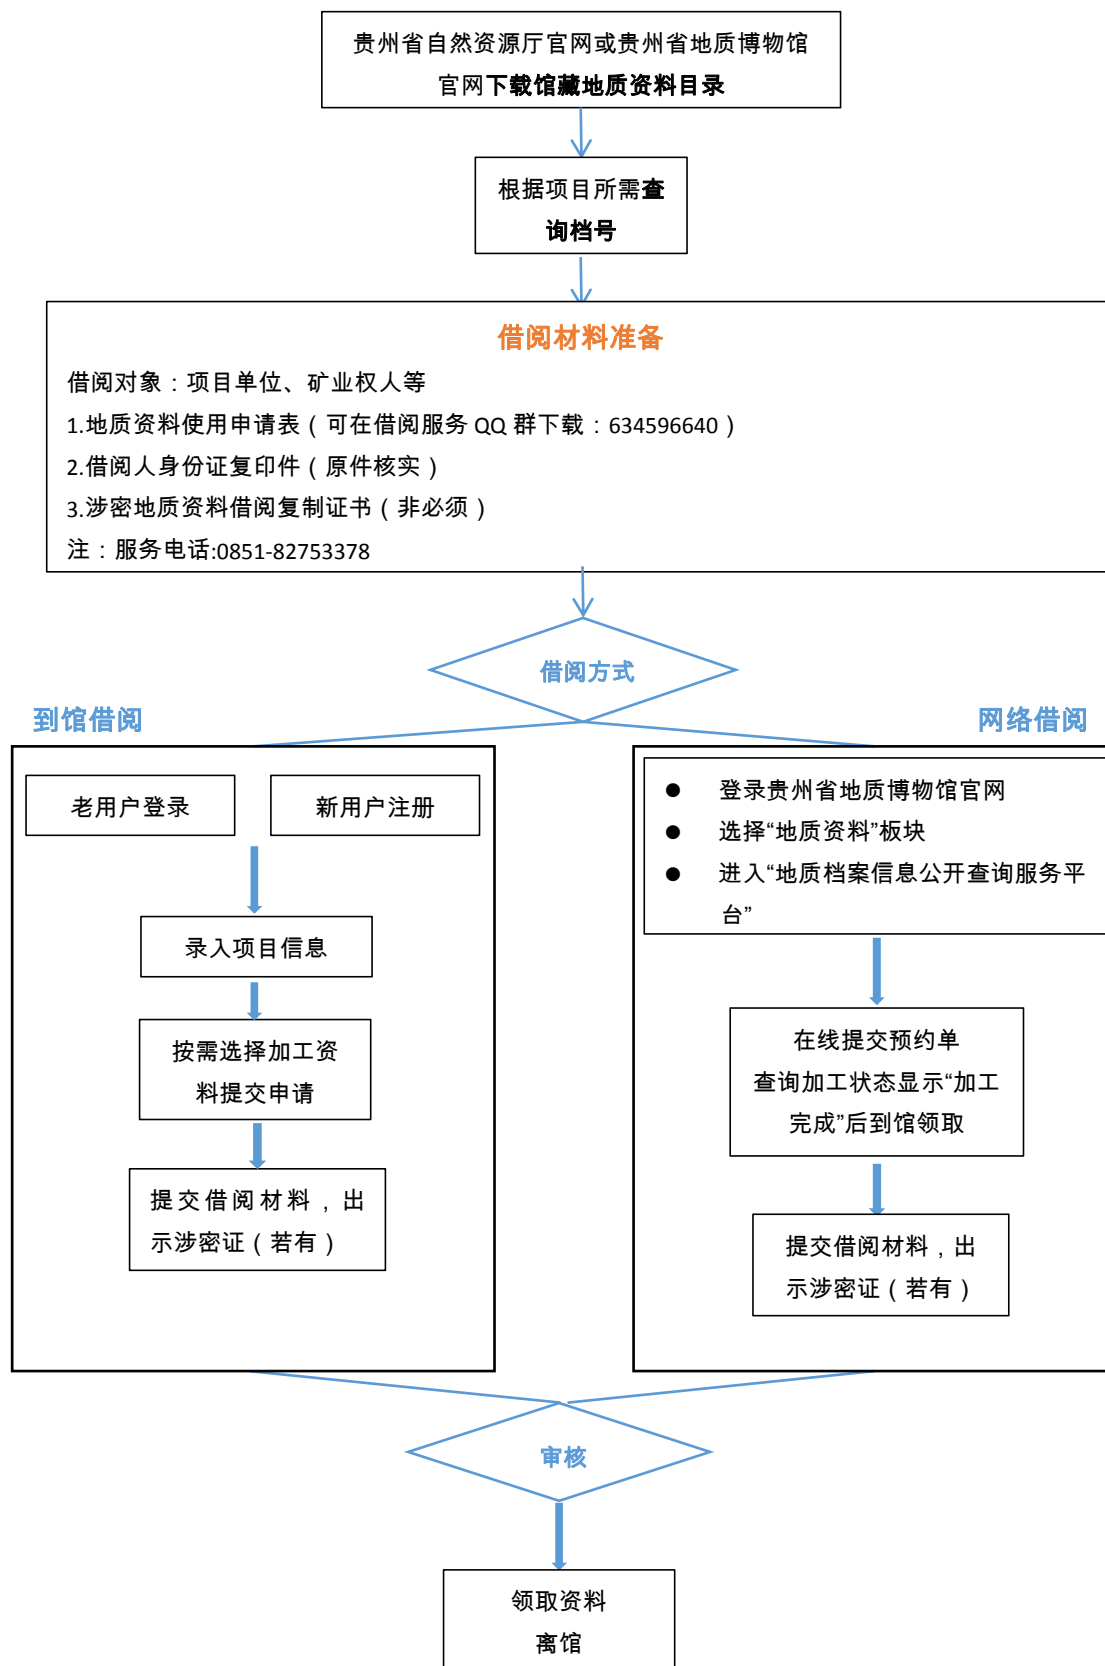 贵州省自然资源厅官网或贵州省地质博物馆
官网下载馆藏地质资料目录
根据项目所需查
询档号
借阅材料准备
借阅对象：项目单位、矿业权人等
1.地质资料使用申请表（可在借阅服务 QQ 群下载：634596640）
2.借阅人身份证复印件（原件核实）
3.涉密地质资料借阅复制证书（非必须）
注：服务电话:0851-82753378
借阅方式
到馆借阅
老用户登录
新用户注册
录入项目信息
按需选择加工资
料提交申请
提交借阅材料，出
示涉密证（若有）
网络借阅
● 登录贵州省地质博物馆官网
● 选择“地质资料”板块
● 进入“地质档案信息公开查询服务平
台”
在线提交预约单
查询加工状态显示“加工
完成”后到馆领取
提交借阅材料，出
示涉密证（若有）
审核
领取资料
离馆